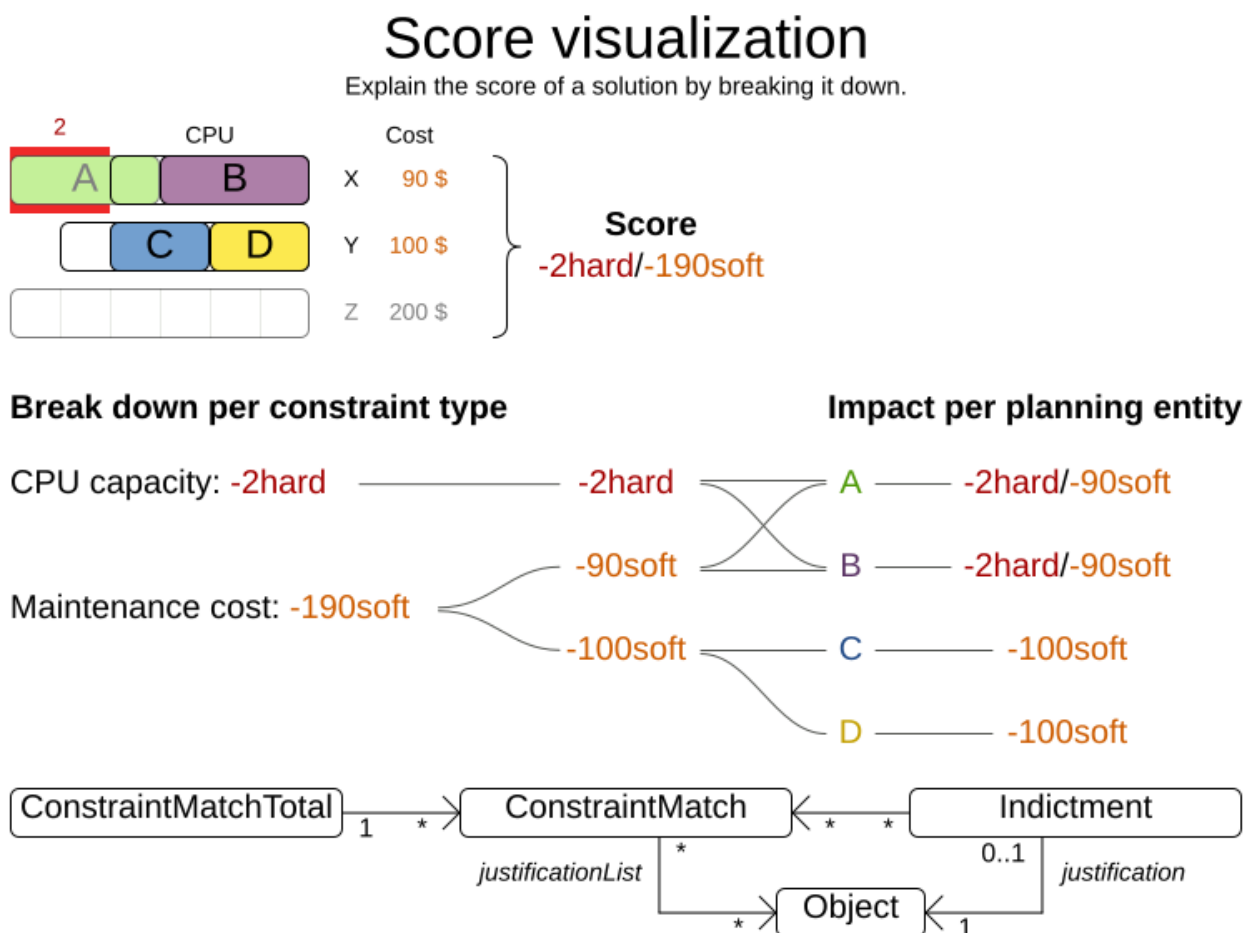 Score visualization
Explain the score of a solution by breaking it down.
2 CPU Cost
A B X 90 $
C D Y 100 $
Z 200 $
Score
-2hard/-190soft
Break down per constraint type Impact per planning entity
CPU capacity: -2hard -2hard A -2hard/-90soft
-90soft B -2hard/-90soft
Maintenance cost: -190soft
-100soft C -100soft
D -100soft
ConstraintMatchTotal 1 * ConstraintMatch * * Indictment
* 0..1
justificationList justification
* Object 1